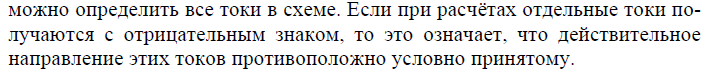 можно определить все токи в схеме. Если при расчётах отдельные токи по-
лучаются с отрицательным знаком, то это означает, что действительное
направление этих токов противоположно условно принятому.